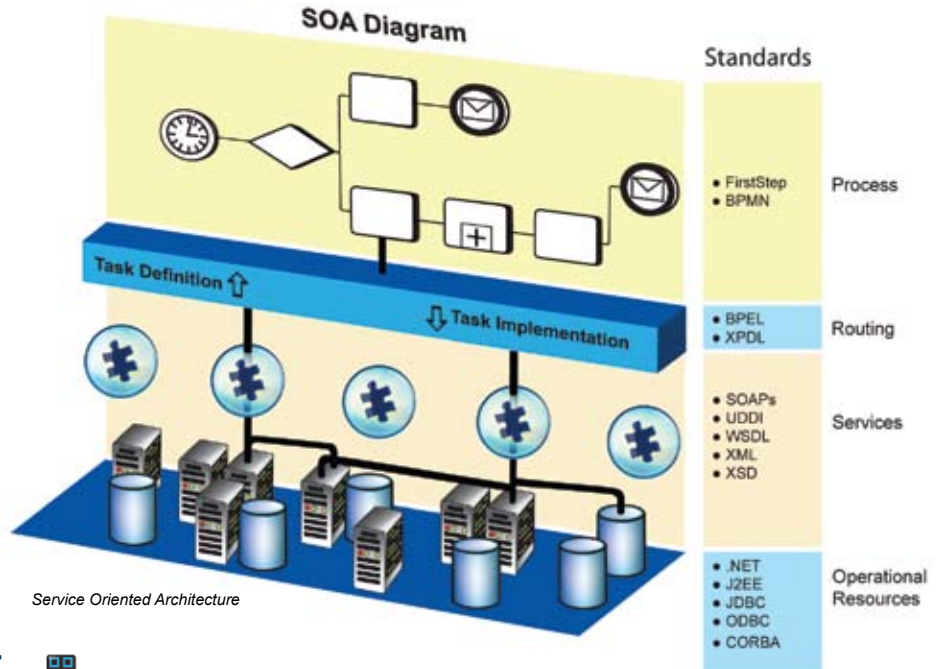 SOA Diagram
Standards
• FirstStep
• BPMN
Process
Task Definition
Task Implementation
• BPEL
• XPDL
Routing
• SOAPs
• UDDI
• WSDL
• XML
• XSD
Services
• .NET
• J2EE
• JDBC
• ODBC
• CORBA
Operational
Resources
Service Oriented Architecture